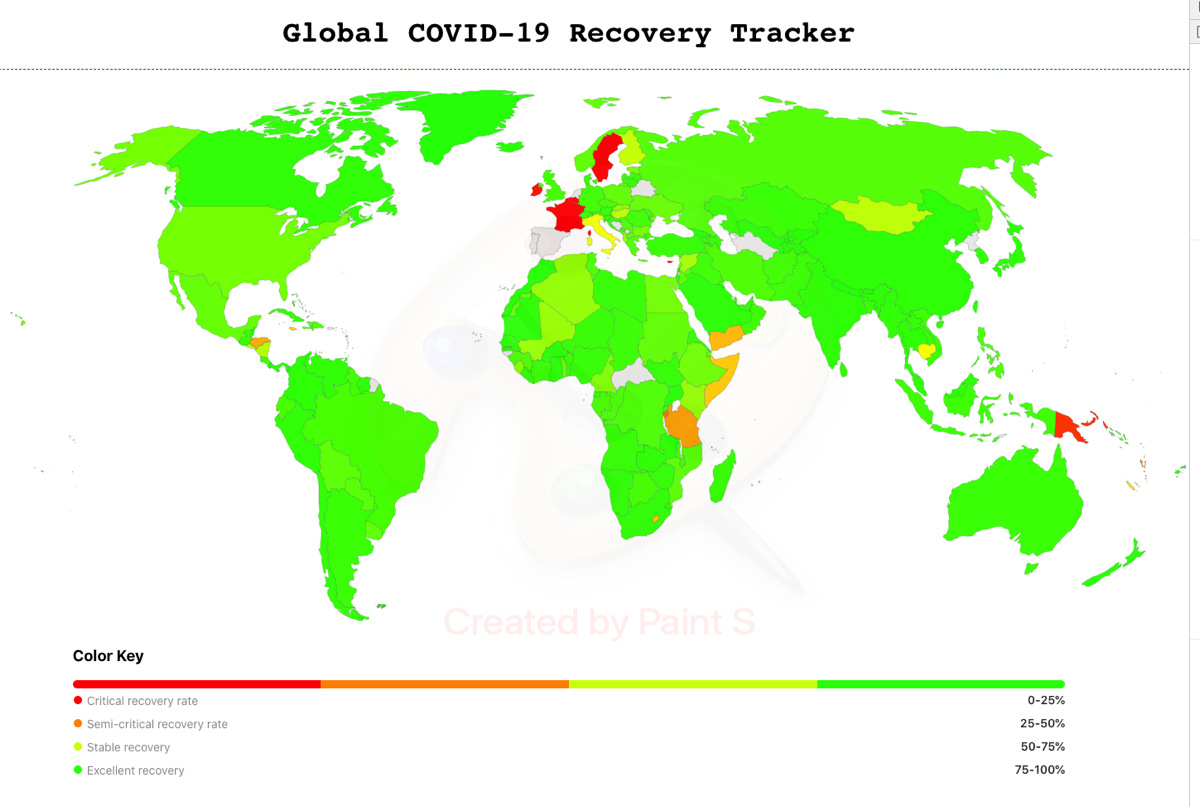 Global COVID-19 Recovery Tracker
Created by Paint S
Color Key
Critical recovery rate 0-25%
Semi-critical recovery rate 25-50%
Stable recovery 50-75%
Excellent recovery 75-100%